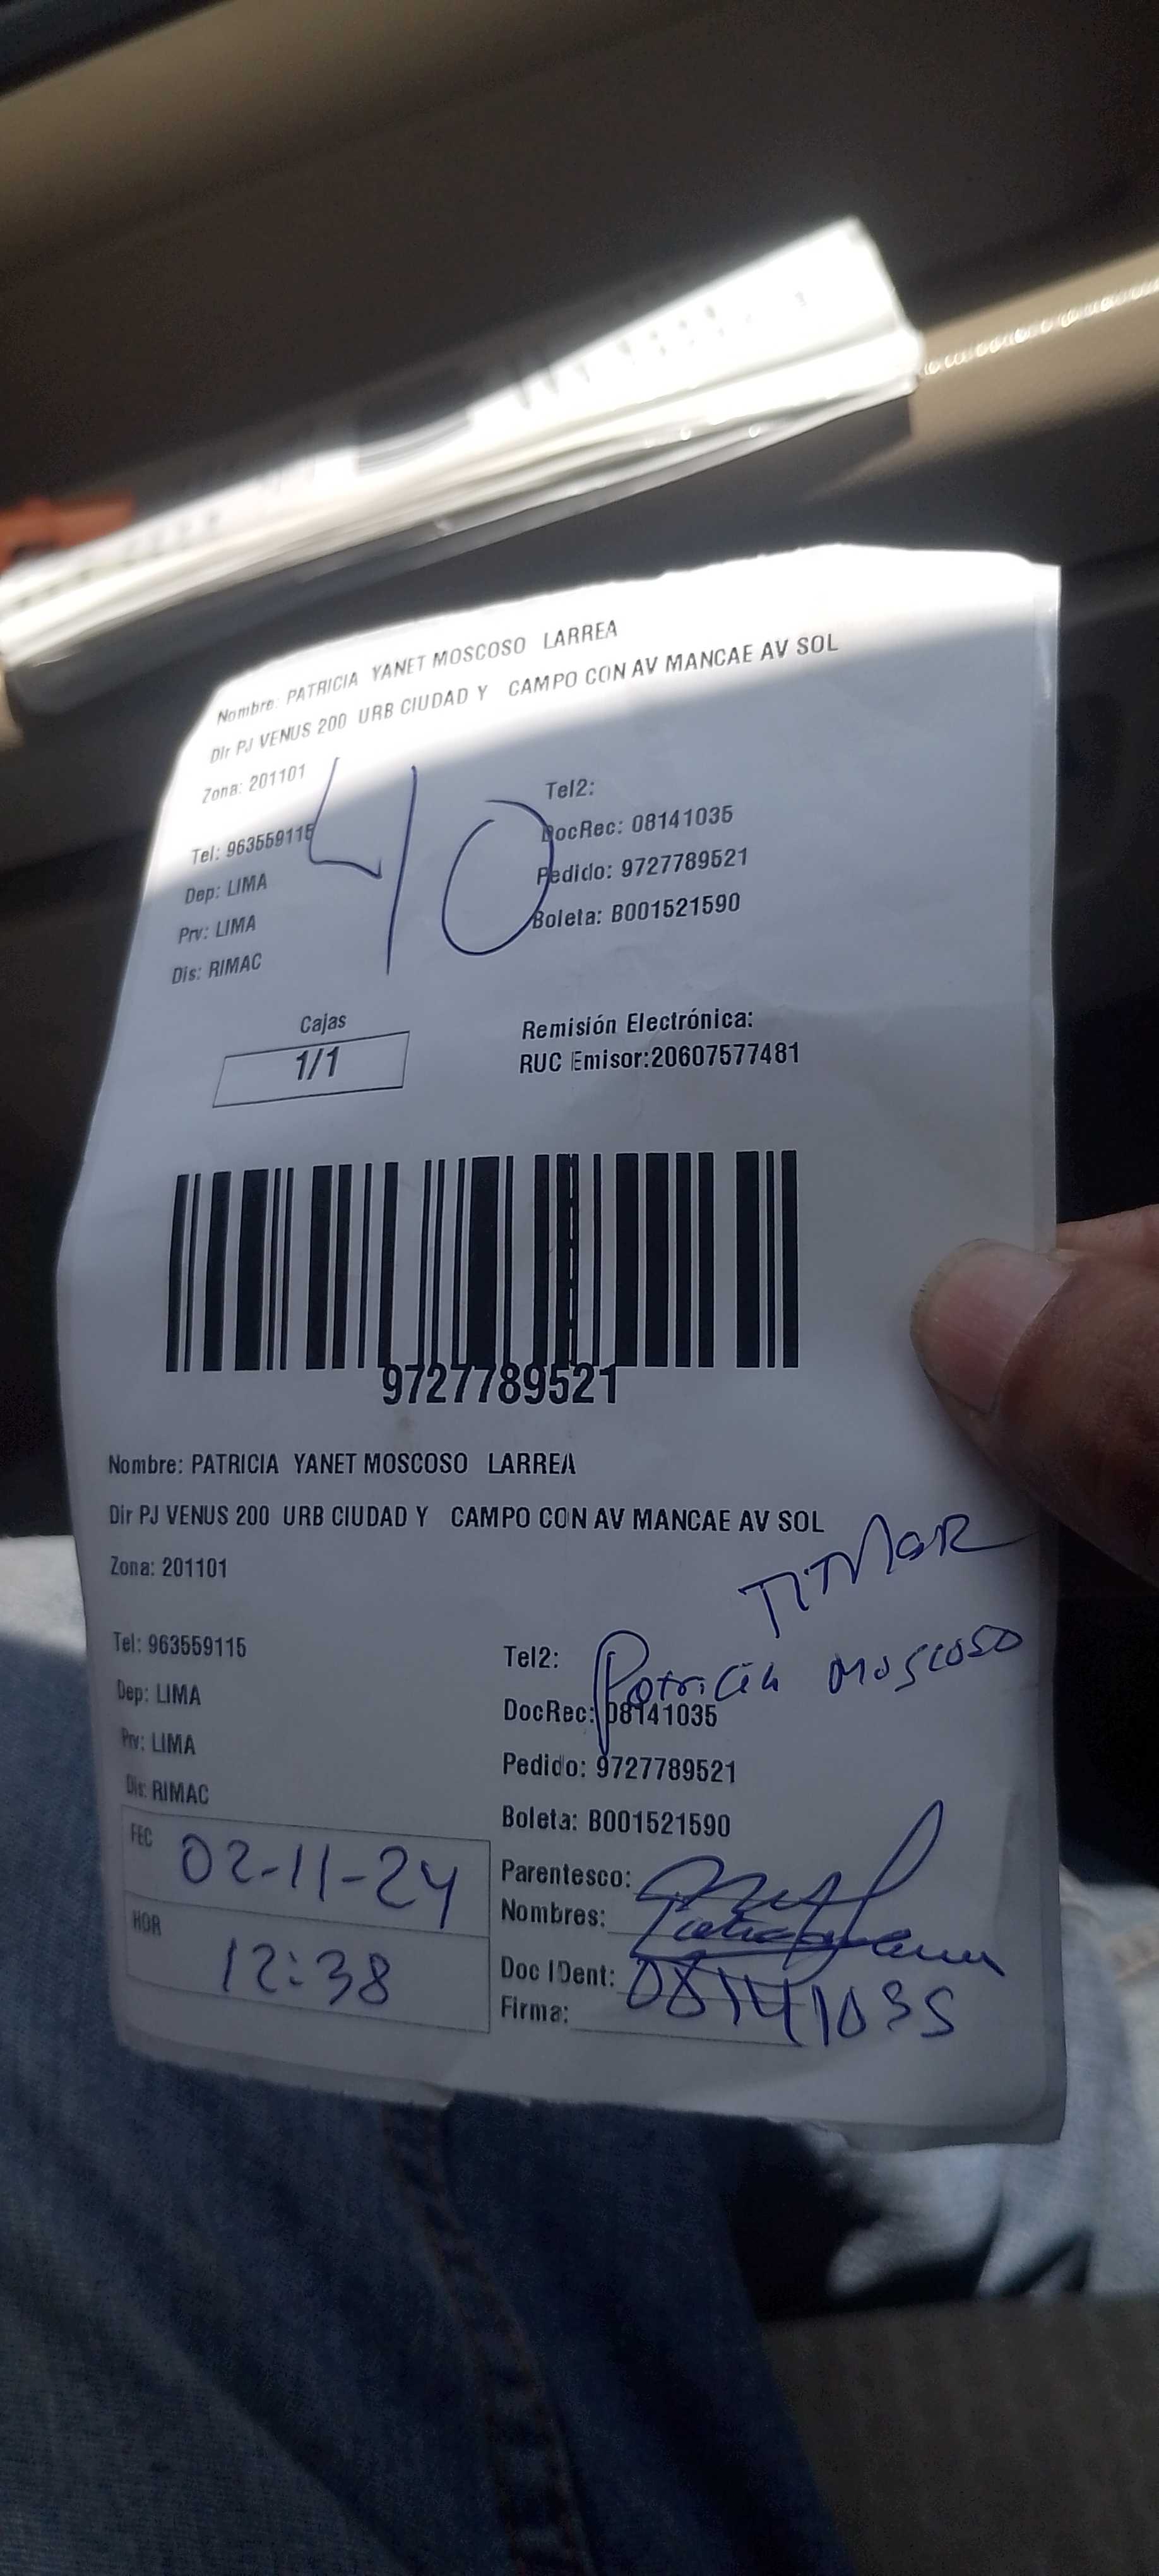 Nombre: PATRICIA YANET MOSCOSO LARREA
Dir PJ VENUS 200 URB CIUDAD Y CAMPO CON AV MANCAE AV SOL
Zona: 201101
40
Tel: 963559115
Tel2:
Dep: LIMA
DocRec: 08141035
Prv: LIMA
Pedido: 9727789521
Dis: RIMAC
Boleta: B001521590
Cajas
1/1
Remisión Electrónica:
RUC Emisor:20607577481
9727789521
Nombre: PATRICIA YANET MOSCOSO LARREA
Dir PJ VENUS 200 URB CIUDAD Y CAMPO CON AV MANCAE AV SOL
Zona: 201101
Patricia Moscoso
Tel: 963559115
Tel2:
Dep: LIMA
DocRec: 08141035
Prv: LIMA
Pedido: 9727789521
Dis: RIMAC
Boleta: B001521590
FEC 02-11-24
HOR 12:38
Parentesco:
Nombres:
Doc IDent: 08141035
Firma: